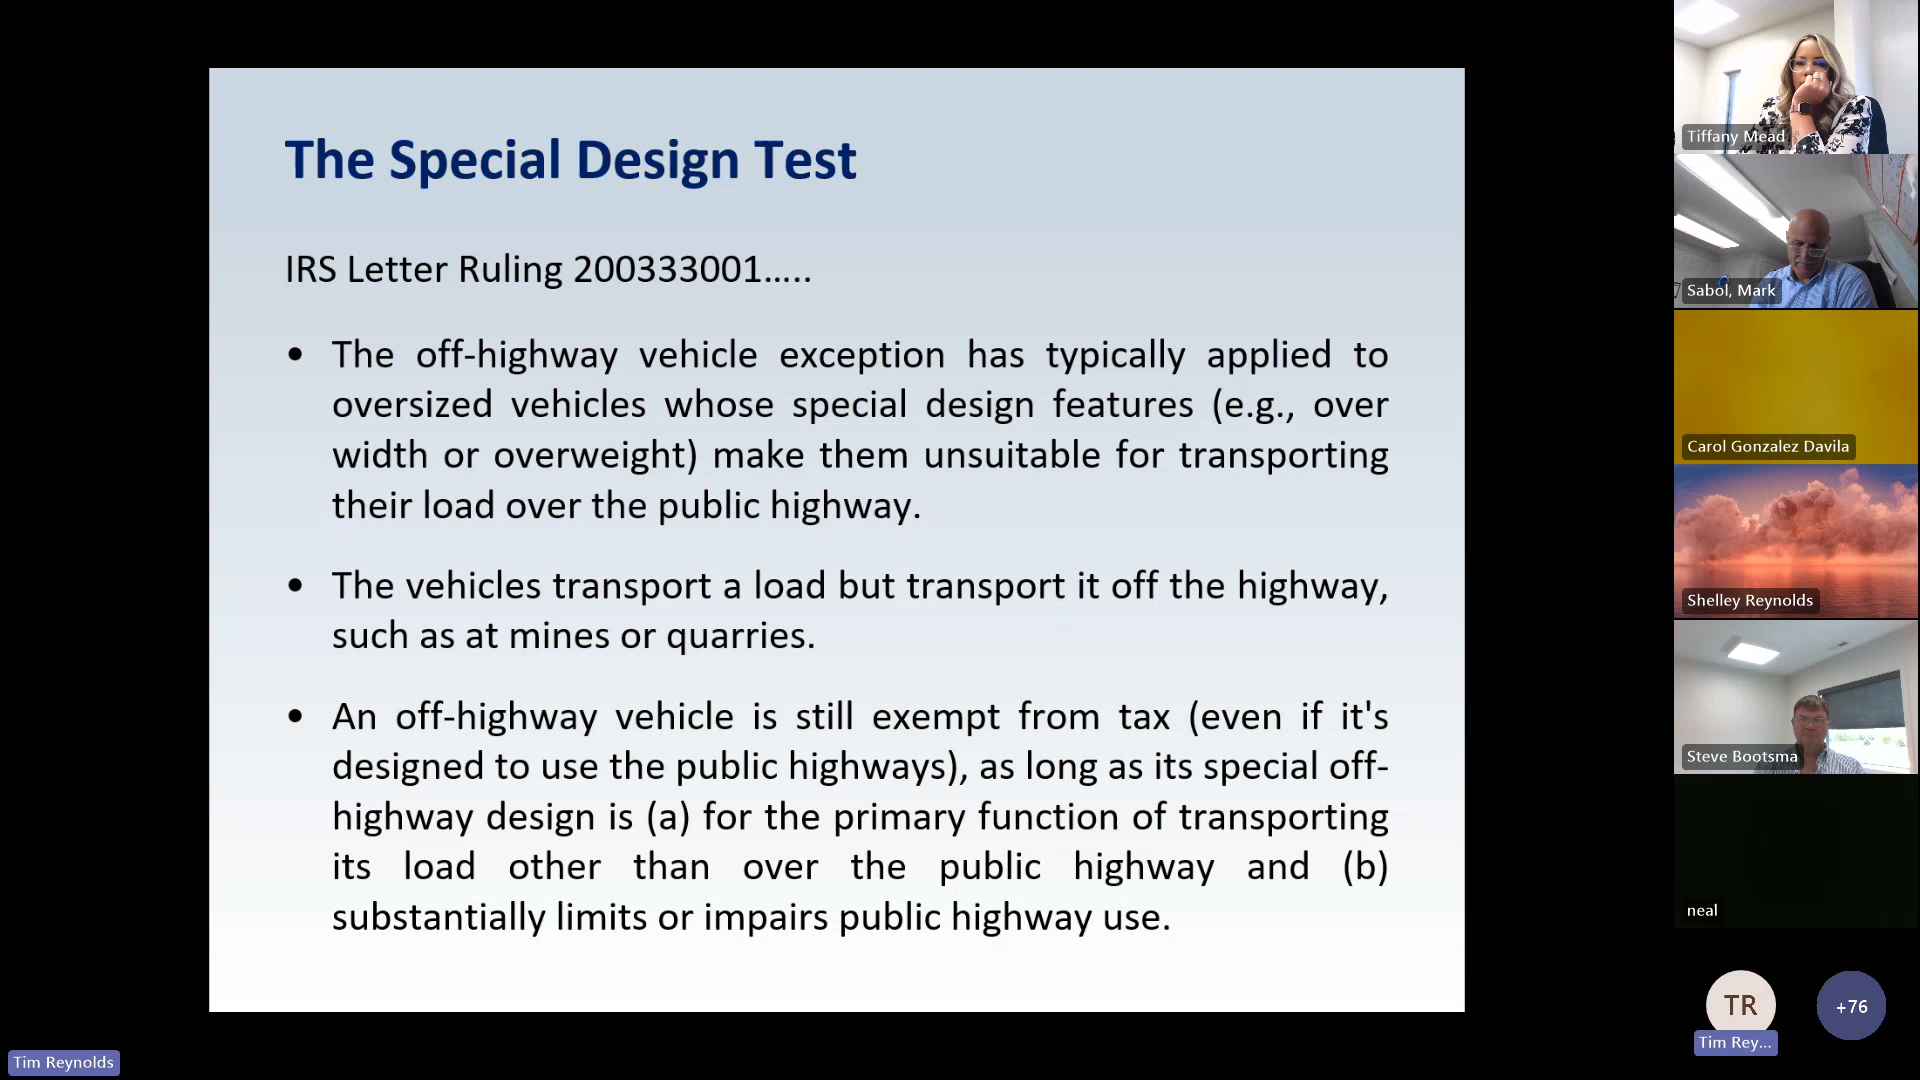 The Special Design Test
IRS Letter Ruling 200333001.....
• The off-highway vehicle exception has typically applied to
oversized vehicles whose special design features (e.g., over
width or overweight) make them unsuitable for transporting
their load over the public highway.
• The vehicles transport a load but transport it off the highway,
such as at mines or quarries.
• An off-highway vehicle is still exempt from tax (even if it's
designed to use the public highways), as long as its special off-
highway design is (a) for the primary function of transporting
its load other than over the public highway and (b)
substantially limits or impairs public highway use.
Tiffany Mead
Sabol, Mark
Carol Gonzalez Davila
Shelley Reynolds
Steve Bootsma
neal
TR
+76
Tim Rey...
Tim Reynolds